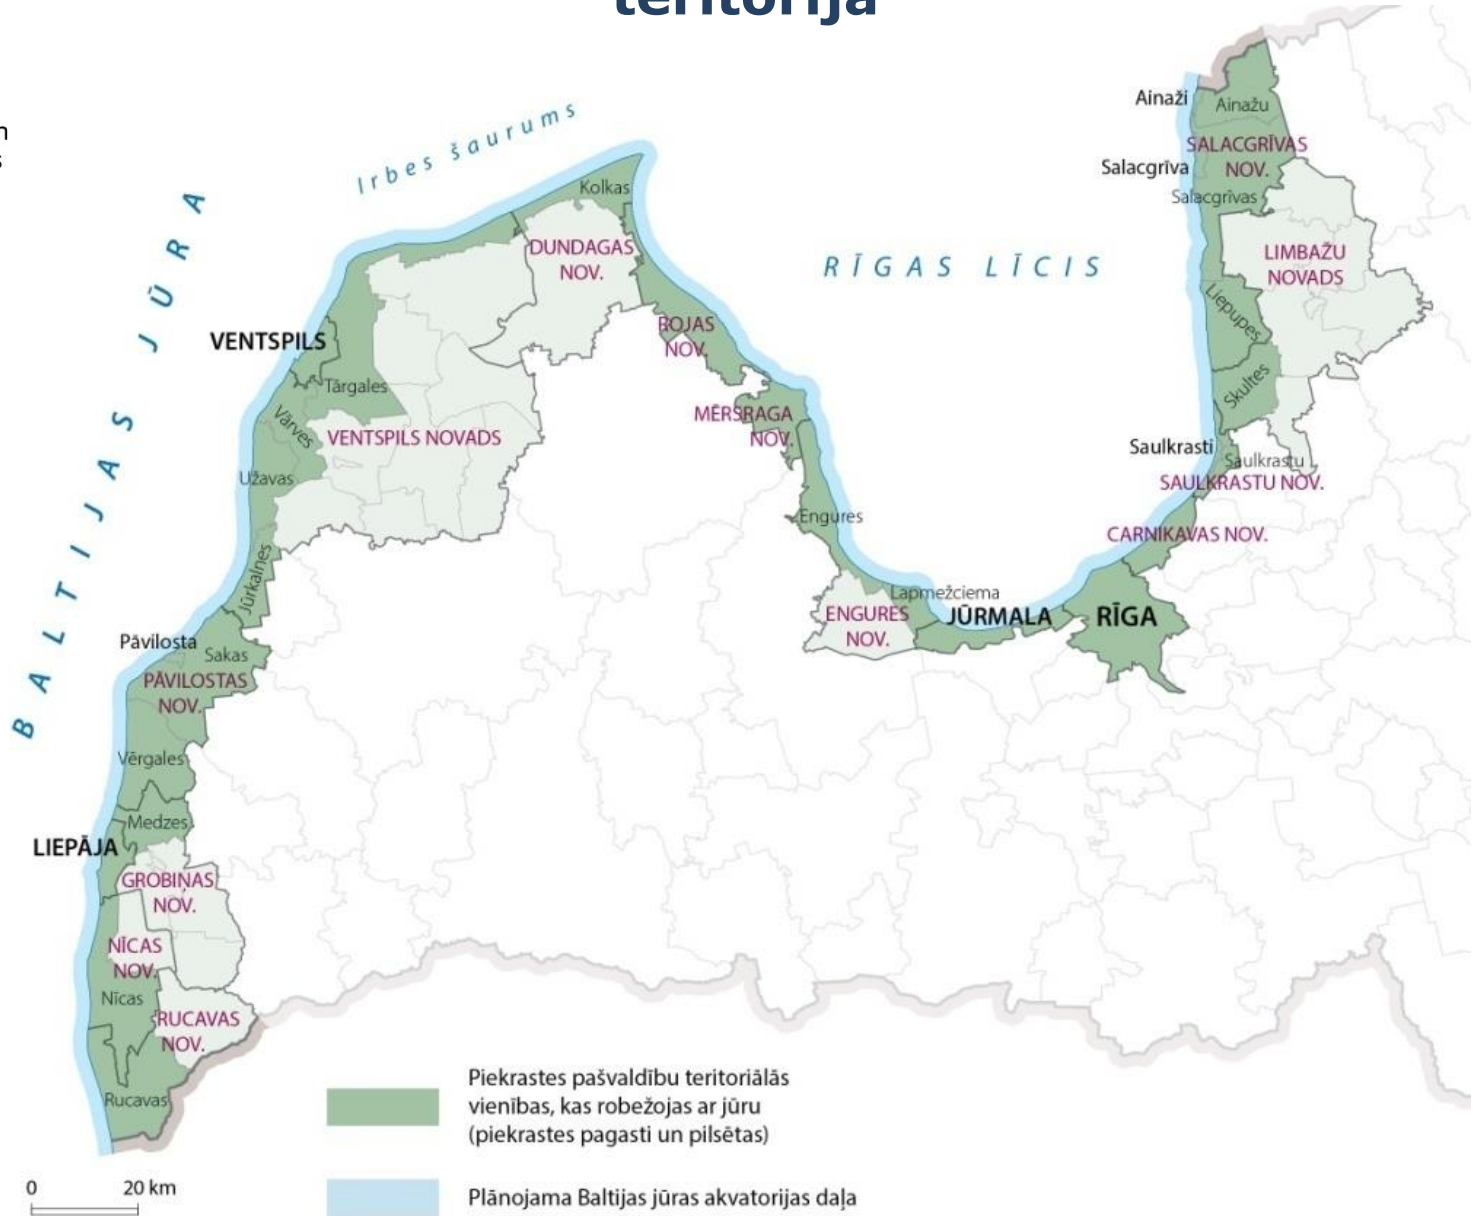 teritorija
n
s
Irbes šaurums
BALTIJAS JŪRA
RĪGAS LĪCIS
Ainaži
Ainažu
SALACGRĪVAS
NOV.
Salacgrīva
Salacgrīvas
LIMBAŽU
NOVADS
Liepupes
Skultes
Saulkrasti
Saulkrastu
SAULKRASTU NOV.
CARNIKAVAS NOV.
RĪGA
JŪRMALA
Lapmežciema
ENGURES
NOV.
Engures
MĒRSRAGA
NOV.
ROJAS
NOV.
Kolkas
DUNDAGAS
NOV.
VENTSPILS
Tārgales
Vārves
VENTSPILS NOVADS
Užavas
Jūrkalnes
Pāvilosta
Sakas
PĀVILOSTAS
NOV.
Vērgales
Medzes
LIEPĀJA
GROBIŅAS
NOV.
NĪCAS
NOV.
Nīcas
RUCAVAS
NOV.
Rucavas
Piekrastes pašvaldību teritoriālās
vienības, kas robežojas ar jūru
(piekrastes pagasti un pilsētas)
Plānojama Baltijas jūras akvatorijas daļa
0 20 km